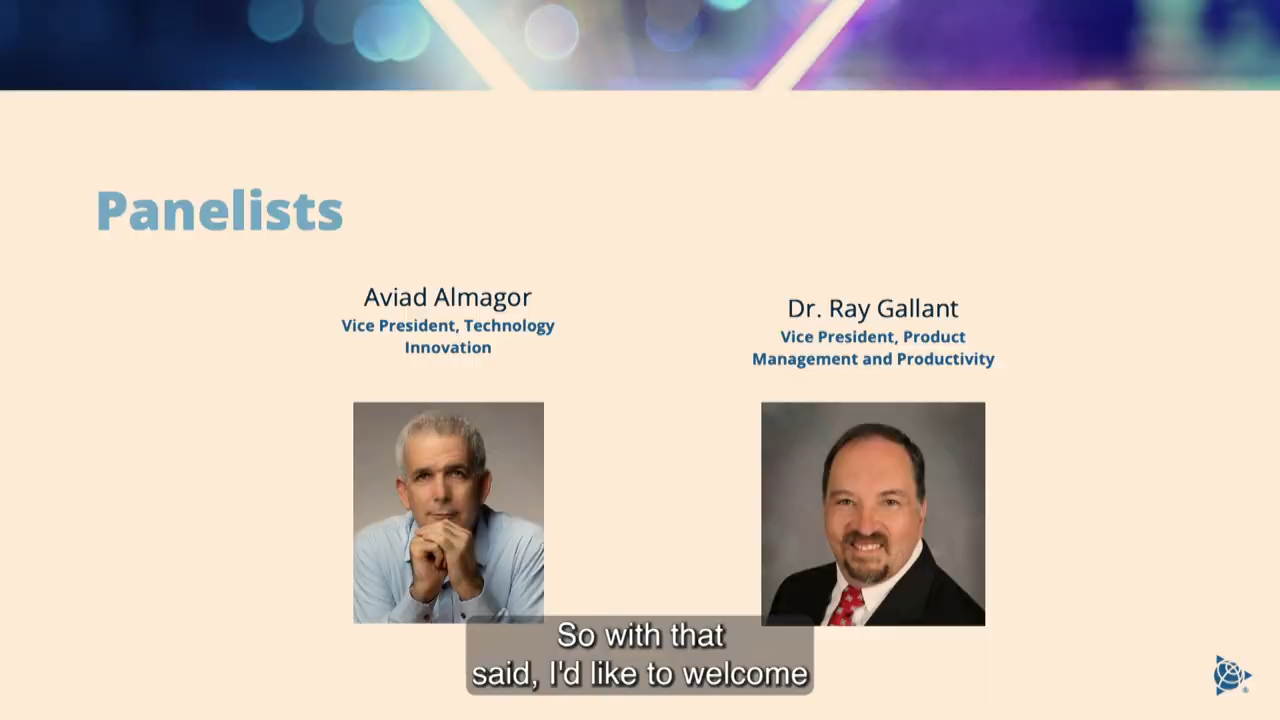 Panelists
Aviad Almagor
Vice President, Technology
Innovation
Dr. Ray Gallant
Vice President, Product
Management and Productivity
So with that
said, I'd like to welcome
®